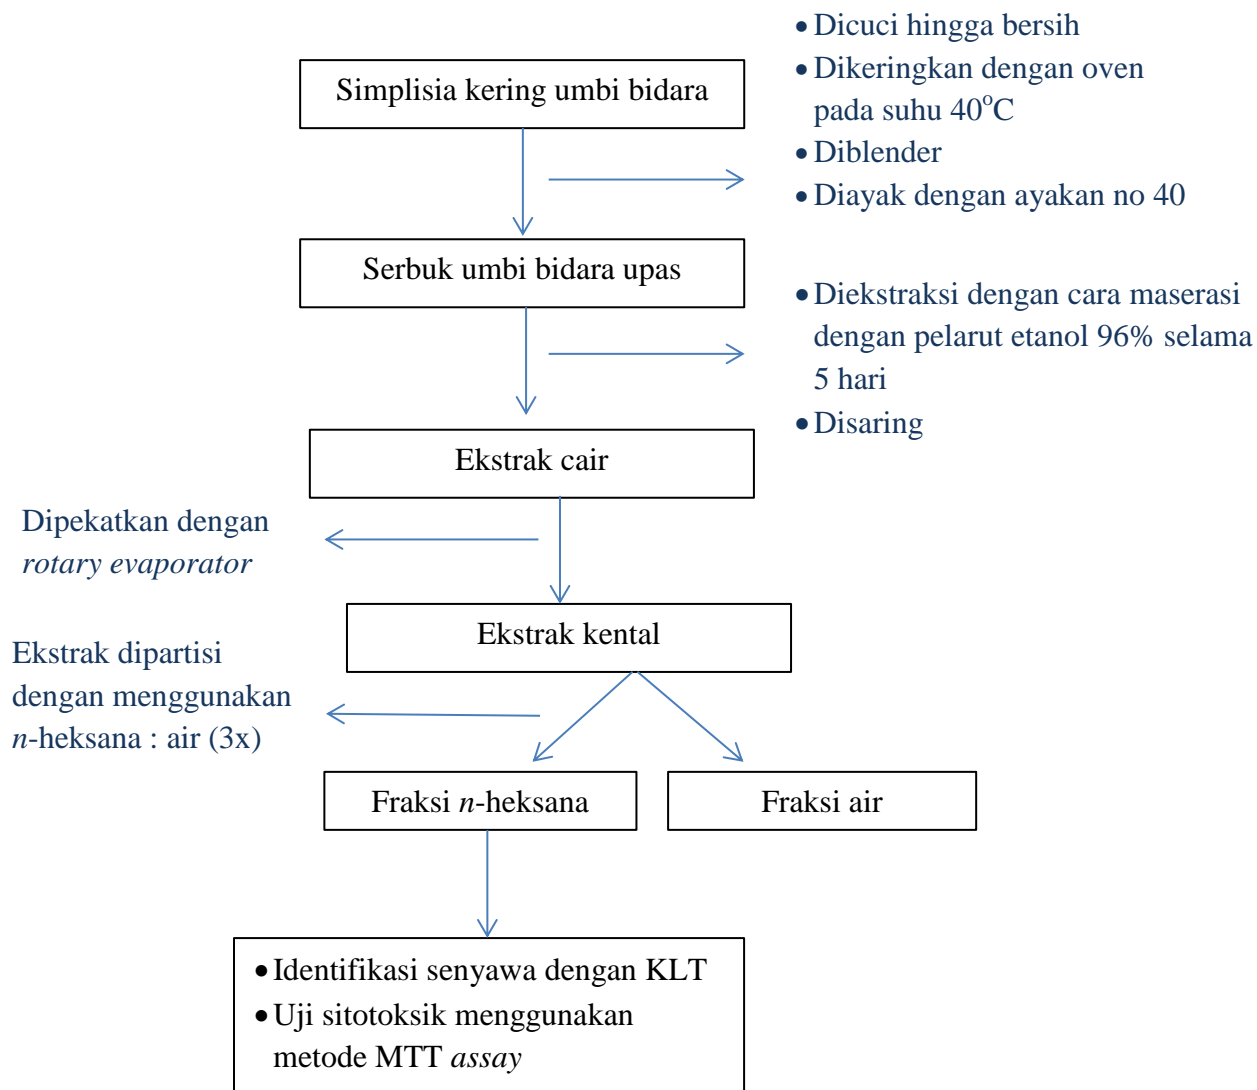 Simplisia kering umbi bidara
• Dicuci hingga bersih
• Dikeringkan dengan oven
pada suhu 40°C
• Diblender
• Diayak dengan ayakan no 40
Serbuk umbi bidara upas
• Diekstraksi dengan cara maserasi
dengan pelarut etanol 96% selama
5 hari
• Disaring
Ekstrak cair
Dipekatkan dengan
rotary evaporator
Ekstrak kental
Ekstrak dipartisi
dengan menggunakan
n-heksana : air (3x)
Fraksi n-heksana
Fraksi air
• Identifikasi senyawa dengan KLT
• Uji sitotoksik menggunakan
metode MTT assay